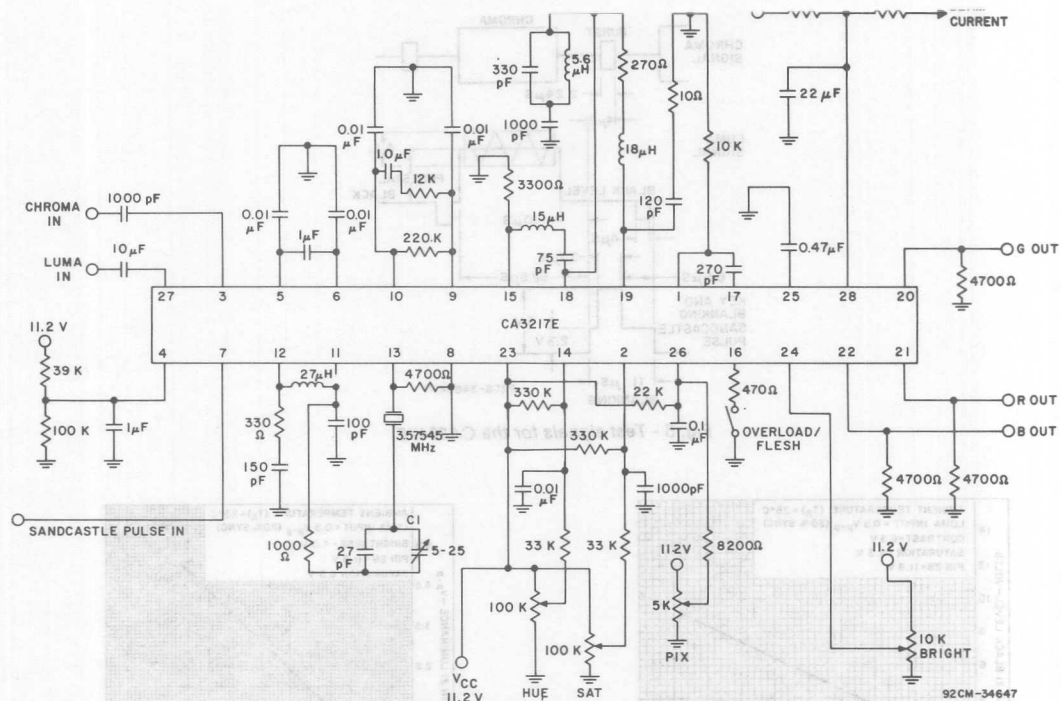 CURRENT
330 pF
5.6 µH
270Ω
10Ω
22 µF
0.01 µF
0.01 µF
1000 pF
1.0µF
12K
18µH
10 K
3300Ω
CHROMA IN
1000 pF
0.01 µF
0.01 µF
1µF
220 K
15µH
75 pF
120 pF
270 pF
0.47µF
G OUT
LUMA IN
10µF
4700Ω
27 3 5 6 10 9 15 18 19 1 17 25 28 20
CA3217E
4 7 12 11 13 8 23 14 2 26 16 24 22 21
11.2 V
39 K
100 K
1µF
27µH
330 Ω
100 pF
150 pF
4700Ω
3.57545 MHz
330 K
22 K
330 K
0.1 µF
470Ω
OVERLOAD/
FLESH
R OUT
B OUT
0.01 µF
1000pF
4700Ω
4700Ω
SANDCASTLE PULSE IN
1000 Ω
27 pF
C1
5-25
33 K
33 K
11.2V
8200Ω
11.2 V
100 K
100 K
5K
PIX
10 K
BRIGHT
VCC
11.2 V
HUE
SAT
92CM-34647